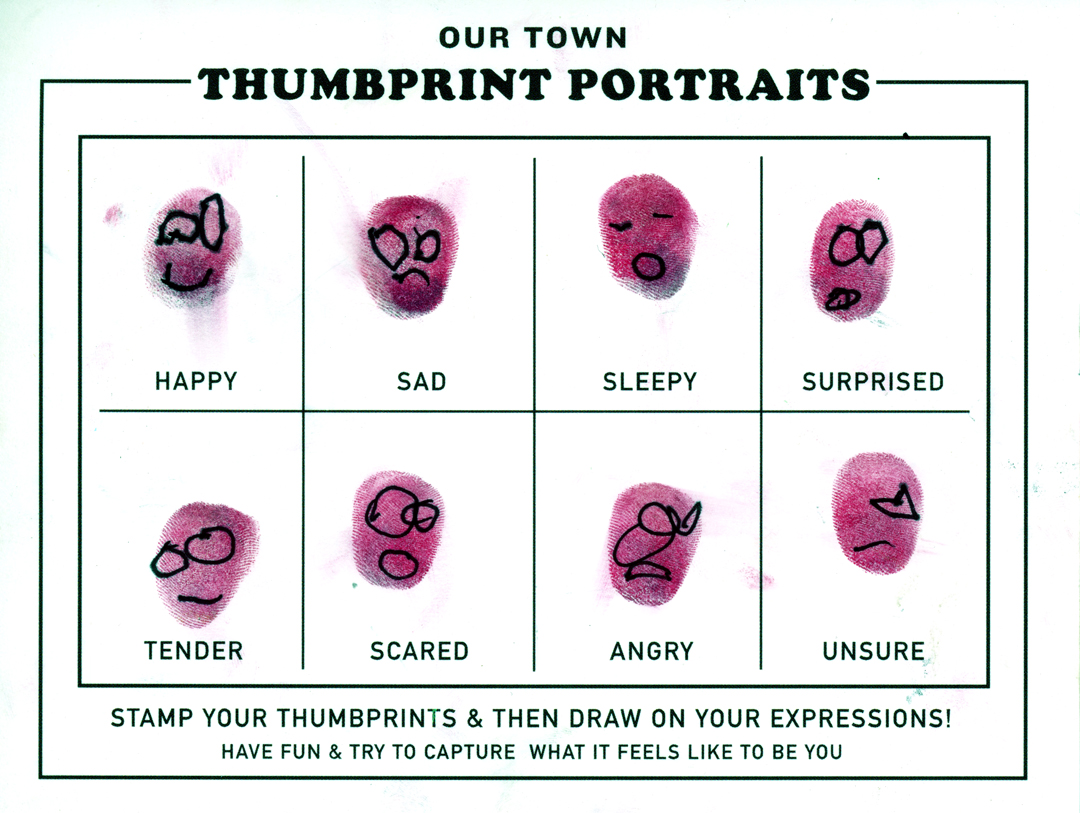 OUR TOWN
THUMBPRINT PORTRAITS
HAPPY
SAD
SLEEPY
SURPRISED
TENDER
SCARED
ANGRY
UNSURE
STAMP YOUR THUMBPRINTS & THEN DRAW ON YOUR EXPRESSIONS!
HAVE FUN & TRY TO CAPTURE WHAT IT FEELS LIKE TO BE YOU